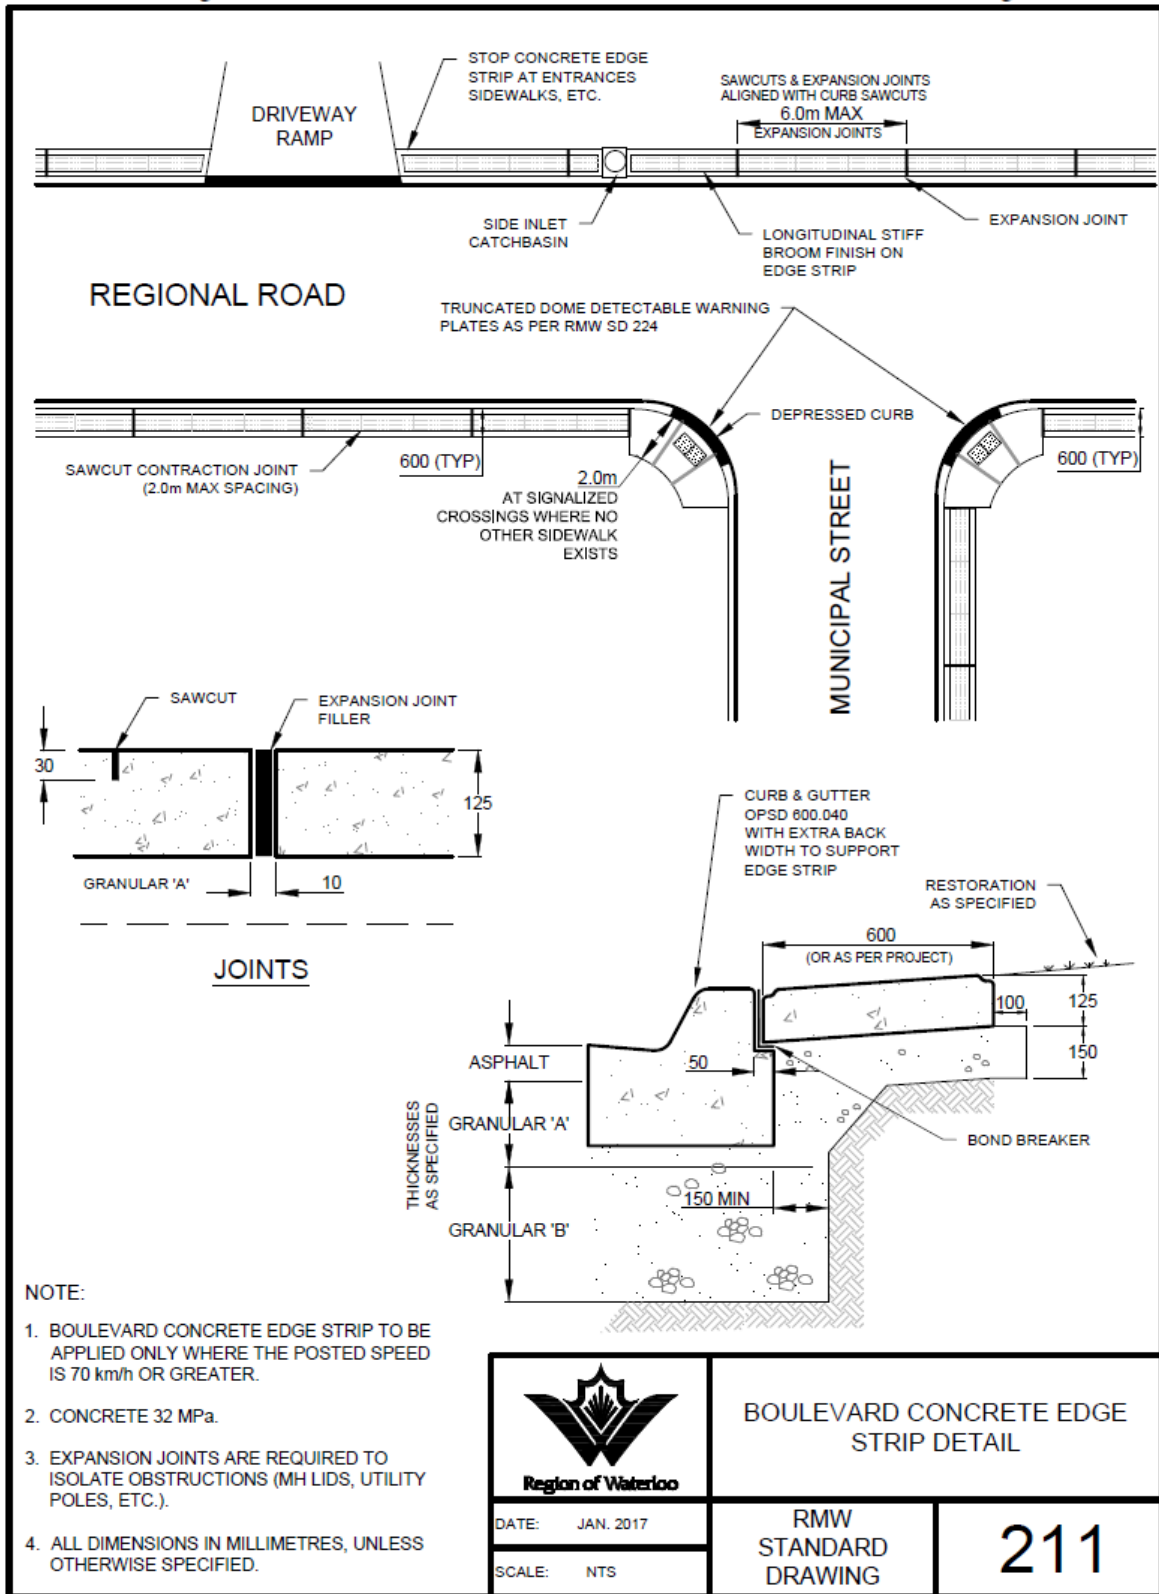 STOP CONCRETE EDGE
STRIP AT ENTRANCES
SIDEWALKS, ETC.
SAWCUTS & EXPANSION JOINTS
ALIGNED WITH CURB SAWCUTS
6.0m MAX
EXPANSION JOINTS
DRIVEWAY
RAMP
SIDE INLET
CATCHBASIN
LONGITUDINAL STIFF
BROOM FINISH ON
EDGE STRIP
EXPANSION JOINT
REGIONAL ROAD
TRUNCATED DOME DETECTABLE WARNING
PLATES AS PER RMW SD 224
DEPRESSED CURB
SAWCUT CONTRACTION JOINT
(2.0m MAX SPACING)
600 (TYP)
2.0m
AT SIGNALIZED
CROSSINGS WHERE NO
OTHER SIDEWALK
EXISTS
600 (TYP)
MUNICIPAL STREET
SAWCUT
EXPANSION JOINT
FILLER
30
125
GRANULAR 'A'
10
JOINTS
CURB & GUTTER
OPSD 600.040
WITH EXTRA BACK
WIDTH TO SUPPORT
EDGE STRIP
RESTORATION
AS SPECIFIED
600
(OR AS PER PROJECT)
100
125
150
50
ASPHALT
GRANULAR 'A'
GRANULAR 'B'
THICKNESSES
AS SPECIFIED
BOND BREAKER
150 MIN
NOTE:
1. BOULEVARD CONCRETE EDGE STRIP TO BE
APPLIED ONLY WHERE THE POSTED SPEED
IS 70 km/h OR GREATER.
2. CONCRETE 32 MPa.
3. EXPANSION JOINTS ARE REQUIRED TO
ISOLATE OBSTRUCTIONS (MH LIDS, UTILITY
POLES, ETC.).
4. ALL DIMENSIONS IN MILLIMETRES, UNLESS
OTHERWISE SPECIFIED.
Region of Waterloo
BOULEVARD CONCRETE EDGE
STRIP DETAIL
DATE: JAN. 2017
SCALE: NTS
RMW
STANDARD
DRAWING
211